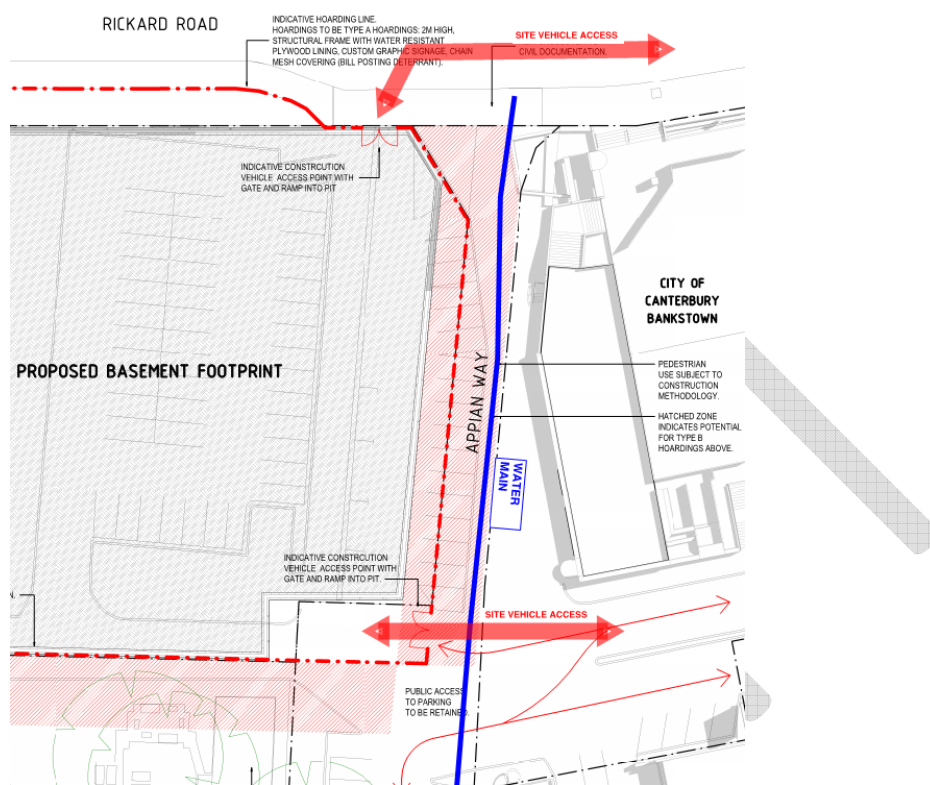 RICKARD ROAD
INDICATIVE HOARDING LINE.
HOARDINGS TO BE TYPE A HOARDINGS: 2M HIGH,
STRUCTURAL FRAME WITH WATER RESISTANT
PLYWOOD LINING, CUSTOM GRAPHIC SIGNAGE, CHAIN
MESH COVERING (BILL POSTING DETERRANT).
SITE VEHICLE ACCESS
CIVIL DOCUMENTATION.
INDICATIVE CONSTRCUTION
VEHICLE ACCESS POINT WITH
GATE AND RAMP INTO PIT
CITY OF
CANTERBURY
BANKSTOWN
PROPOSED BASEMENT FOOTPRINT
APPIAN WAY
PEDESTRIAN
USE SUBJECT TO
CONSTRUCTION
METHODOLOGY.
HATCHED ZONE
INDICATES POTENTIAL
FOR TYPE B
HOARDINGS ABOVE.
WATER
MAIN
INDICATIVE CONSTRCUTION
VEHICLE ACCESS POINT WITH
GATE AND RAMP INTO PIT.
N.
SITE VEHICLE ACCESS
PUBLIC ACCESS
TO PARKING
TO BE RETAINED.